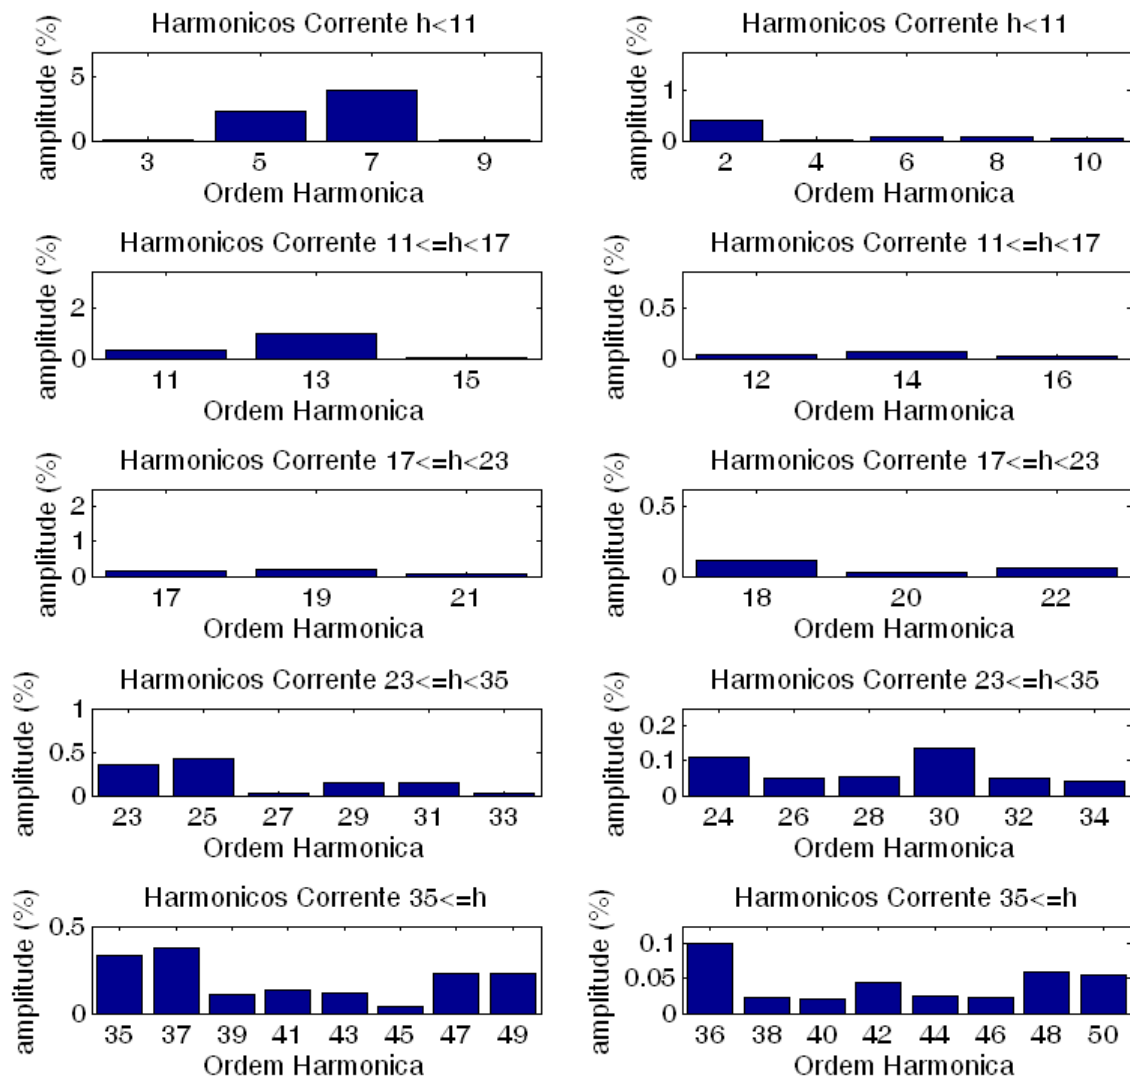 Harmonicos Corrente h<11
amplitude (%)
5
0
3 5 7 9
Ordem Harmonica
Harmonicos Corrente h<11
amplitude (%)
1
0
2 4 6 8 10
Ordem Harmonica
Harmonicos Corrente 11<=h<17
amplitude (%)
2
0
11 13 15
Ordem Harmonica
Harmonicos Corrente 11<=h<17
amplitude (%)
0.5
0
12 14 16
Ordem Harmonica
Harmonicos Corrente 17<=h<23
amplitude (%)
2
1
0
17 19 21
Ordem Harmonica
Harmonicos Corrente 17<=h<23
amplitude (%)
0.5
0
18 20 22
Ordem Harmonica
Harmonicos Corrente 23<=h<35
amplitude (%)
1
0.5
0
23 25 27 29 31 33
Ordem Harmonica
Harmonicos Corrente 23<=h<35
amplitude (%)
0.2
0.1
0
24 26 28 30 32 34
Ordem Harmonica
Harmonicos Corrente 35<=h
amplitude (%)
0.5
0
35 37 39 41 43 45 47 49
Ordem Harmonica
Harmonicos Corrente 35<=h
amplitude (%)
0.1
0.05
0
36 38 40 42 44 46 48 50
Ordem Harmonica